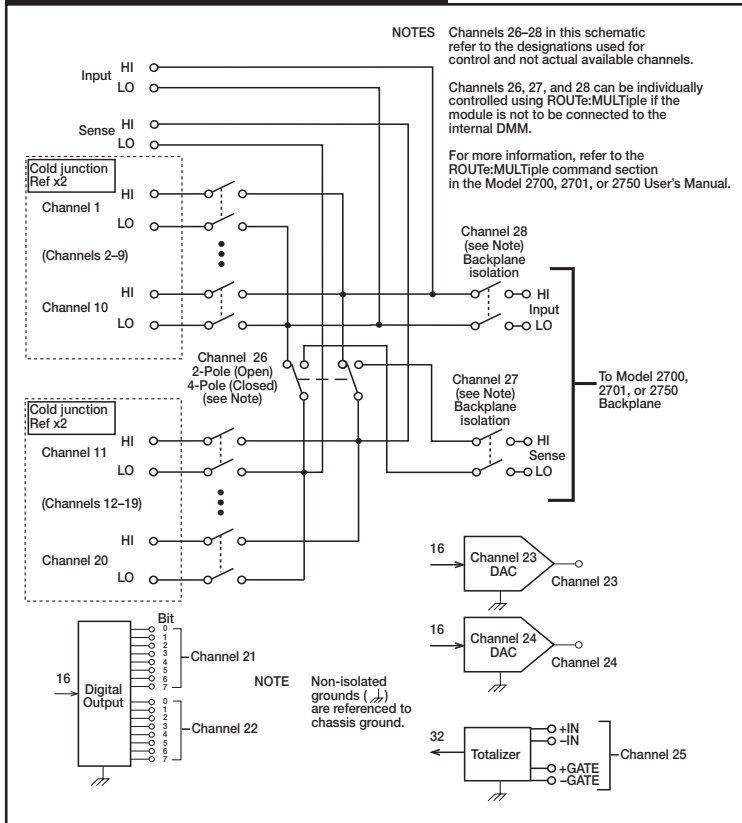 NOTES
Channels 26–28 in this schematic
refer to the designations used for
control and not actual available channels.
Channels 26, 27, and 28 can be individually
controlled using ROUTe:MULTiple if the
module is not to be connected to the
internal DMM.
For more information, refer to the
ROUTe:MULTiple command section
in the Model 2700, 2701, or 2750 User's Manual.
Input
HI
LO
Sense
HI
LO
Cold junction
Ref x2
Channel 1
HI
LO
(Channels 2–9)
Channel 10
HI
LO
Channel 28
(see Note)
Backplane
isolation
HI
Input
LO
Channel 26
2-Pole (Open)
4-Pole (Closed)
(see Note)
Channel 27
(see Note)
Backplane
isolation
HI
Sense
LO
To Model 2700,
2701, or 2750
Backplane
Cold junction
Ref x2
Channel 11
HI
LO
(Channels 12–19)
Channel 20
HI
LO
16
Channel 23
DAC
Channel 23
16
Channel 24
DAC
Channel 24
16
Digital
Output
Bit
0
1
2
3
4
5
6
7
Channel 21
0
1
2
3
4
5
6
7
Channel 22
NOTE
Non-isolated
grounds ( )
are referenced to
chassis ground.
32
Totalizer
+IN
–IN
+GATE
–GATE
Channel 25